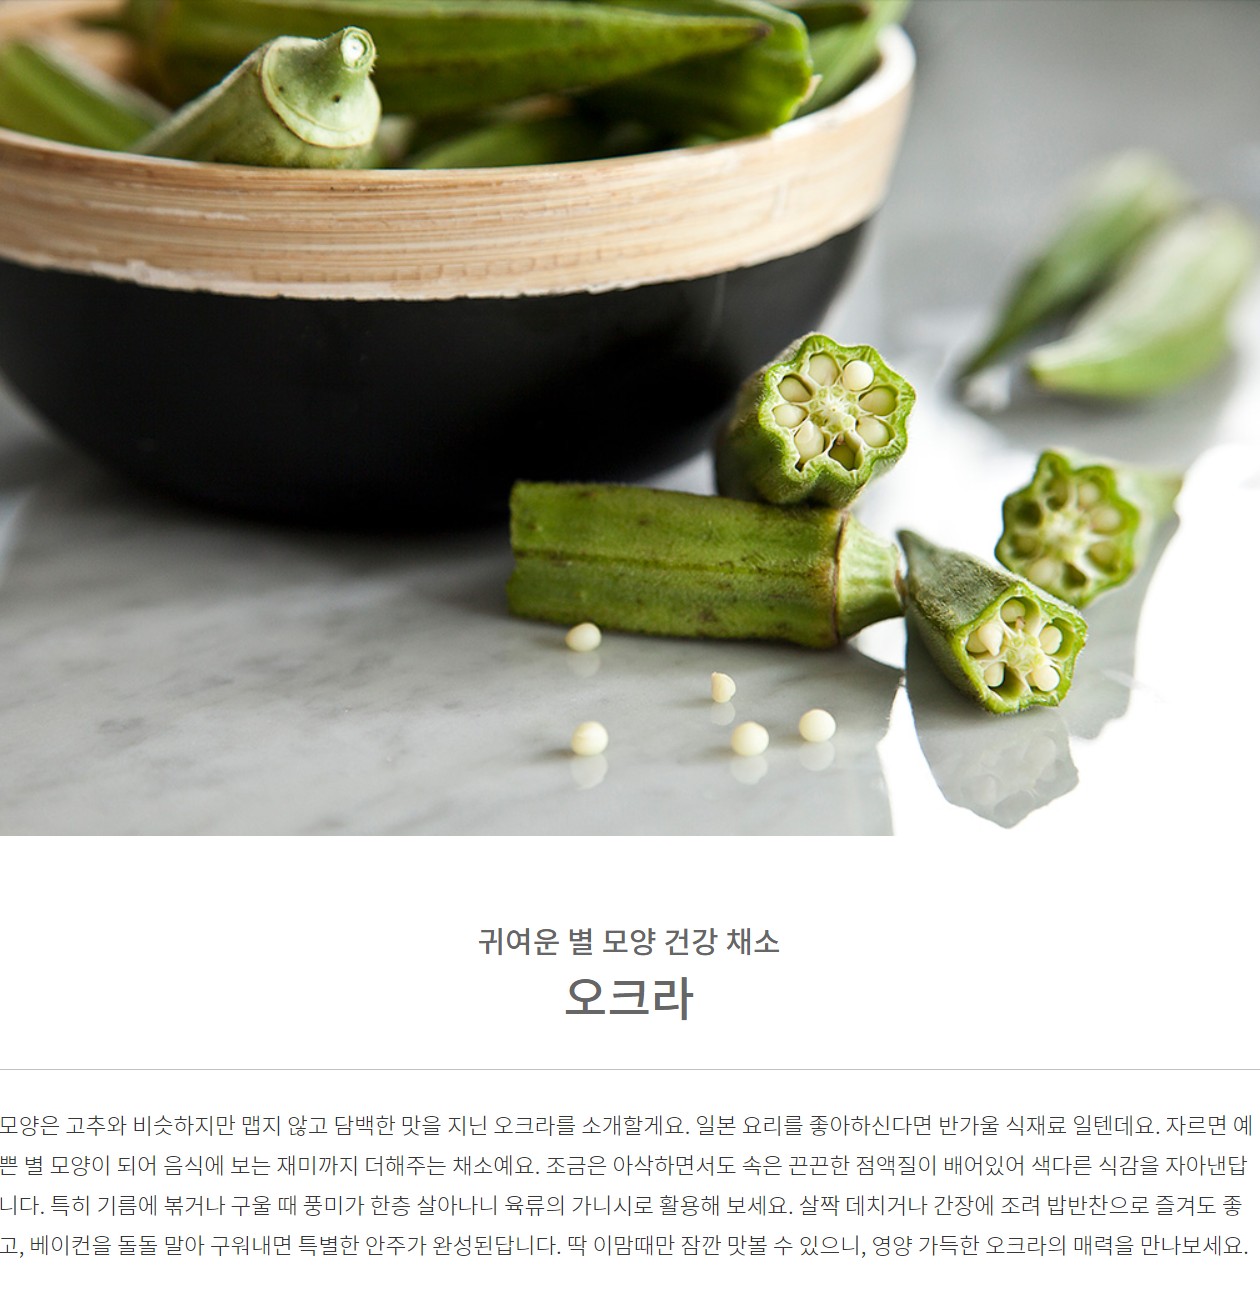 귀여운 별 모양 건강 채소
오크라
모양은 고추와 비슷하지만 맵지 않고 담백한 맛을 지닌 오크라를 소개할게요. 일본 요리를 좋아하신다면 반가울 식재료 일텐데요. 자르면 예
쁜 별 모양이 되어 음식에 보는 재미까지 더해주는 채소예요. 조금은 아삭하면서도 속은 끈끈한 점액질이 배어있어 색다른 식감을 자아낸답
니다. 특히 기름에 볶거나 구울 때 풍미가 한층 살아나니 육류의 가니시로 활용해 보세요. 살짝 데치거나 간장에 조려 밥반찬으로 즐겨도 좋
고, 베이컨을 돌돌 말아 구워내면 특별한 안주가 완성된답니다. 딱 이맘때만 잠깐 맛볼 수 있으니, 영양 가득한 오크라의 매력을 만나보세요.